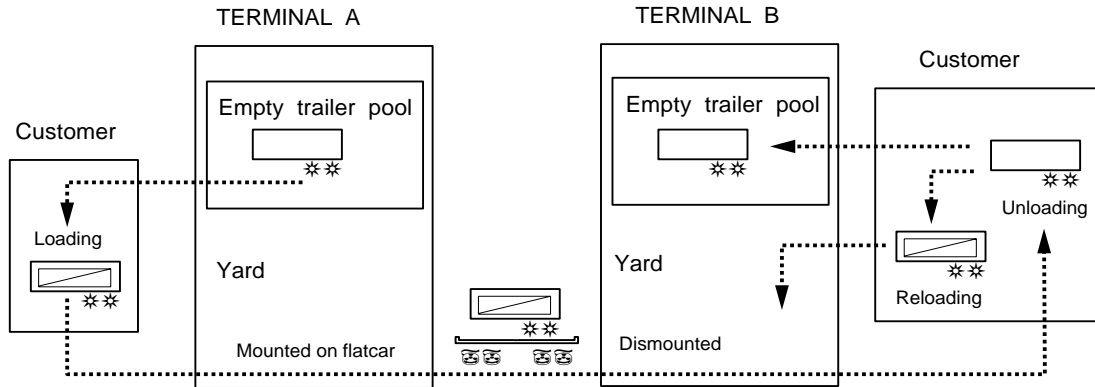 TERMINAL A
TERMINAL B
Customer
Empty trailer pool
Empty trailer pool
Customer
Unloading
Loading
Yard
Yard
Reloading
Mounted on flatcar
Dismounted